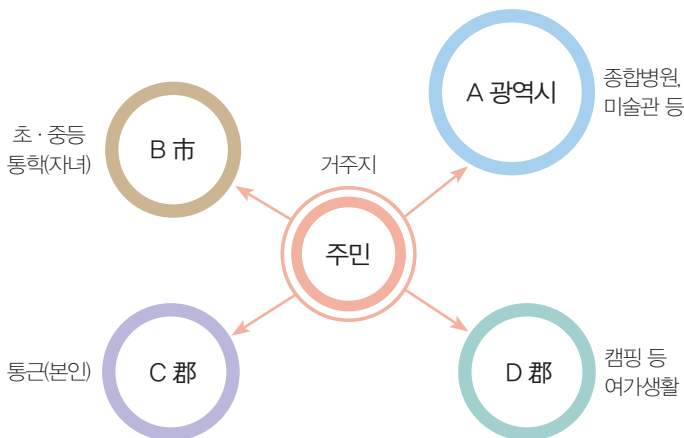 A 광역시
종합병원,
미술관 등
B 市
초·중등
통학(자녀)
거주지
주민
통근(본인)
C 郡
D 郡
캠핑 등
여가생활